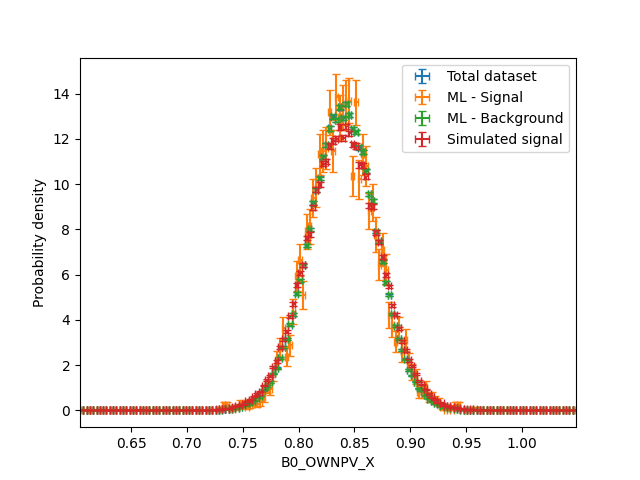 Total dataset
ML - Signal
ML - Background
Simulated signal
Probability density
14
12
10
8
6
4
2
0
0.65 0.70 0.75 0.80 0.85 0.90 0.95 1.00
B0_OWNPV_X